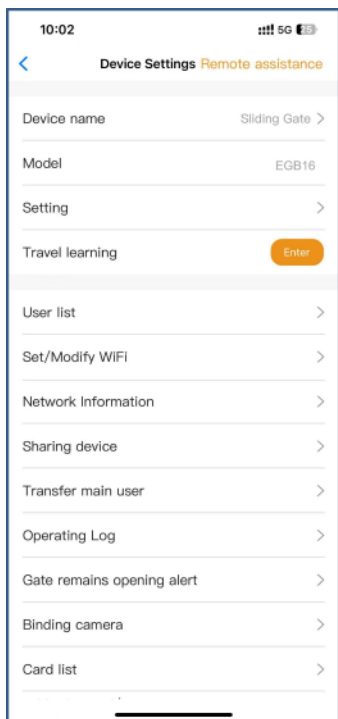 10:02 5G 25
Device Settings Remote assistance
Device name Sliding Gate
Model EGB16
Setting
Travel learning Enter
User list
Set/Modify WiFi
Network Information
Sharing device
Transfer main user
Operating Log
Gate remains opening alert
Binding camera
Card list